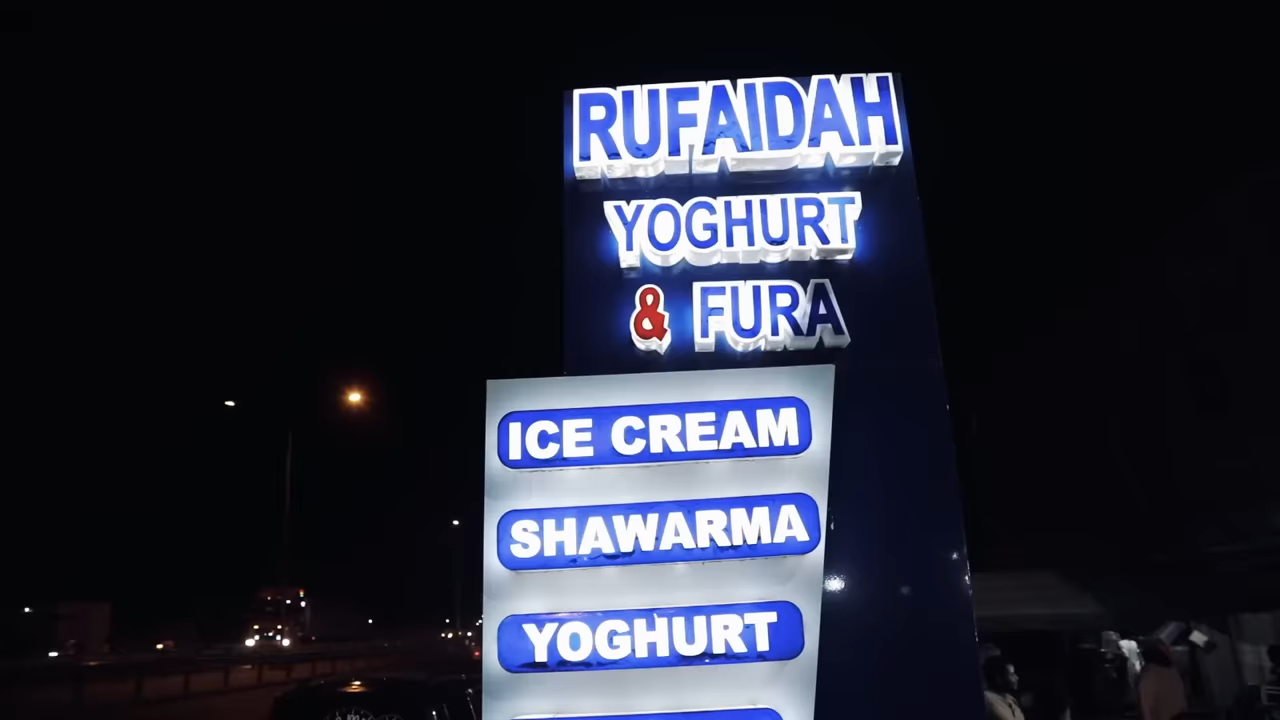 RUFAIDAH
YOGHURT
& FURA
ICE CREAM
SHAWARMA
YOGHURT